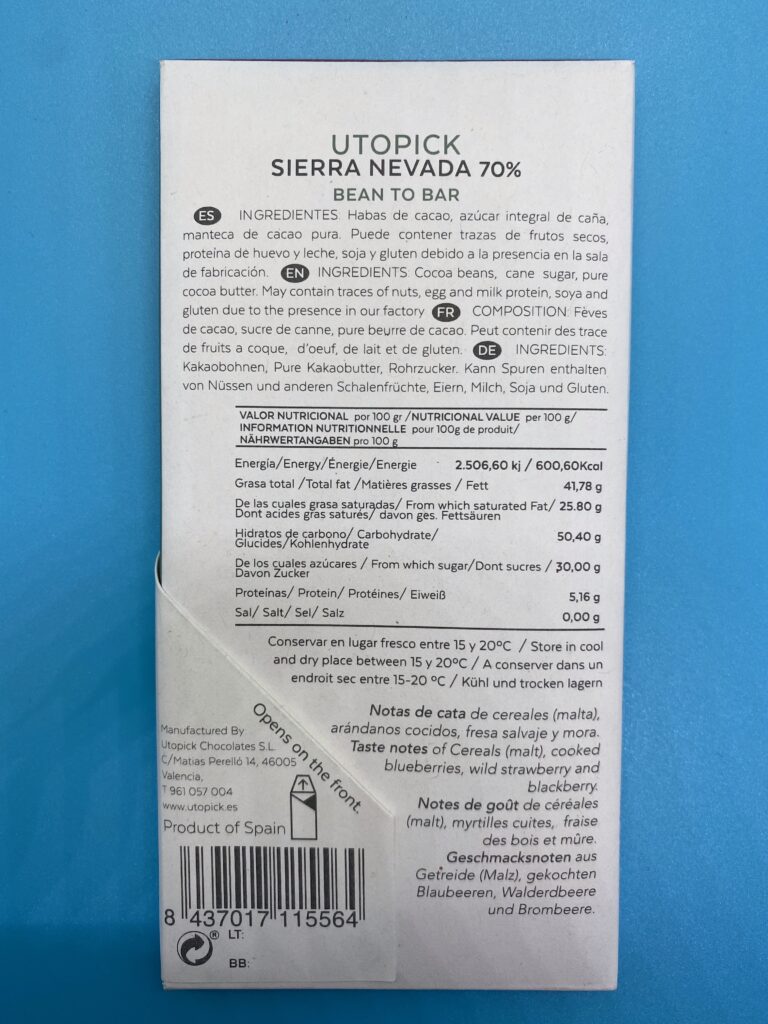 UTOPICK
SIERRA NEVADA 70%
BEAN TO BAR
ES INGREDIENTES: Habas de cacao, azúcar integral de caña,
manteca de cacao pura. Puede contener trazas de frutos secos,
proteína de huevo y leche, soja y gluten debido a la presencia en la sala
de fabricación. EN INGREDIENTS: Cocoa beans, cane sugar, pure
cocoa butter. May contain traces of nuts, egg and milk protein, soya and
gluten due to the presence in our factory FR COMPOSITION: Fèves
de cacao, sucre de canne, pure beurre de cacao. Peut contenir des trace
de fruits a coque, d'oeuf, de lait et de gluten. DE INGREDIENTS:
Kakaobohnen, Pure Kakaobutter, Rohrzucker. Kann Spuren enthalten
von Nüssen und anderen Schalenfrüchte, Eiern, Milch, Soja und Gluten.
VALOR NUTRICIONAL por 100 gr /NUTRICIONAL VALUE per 100 g/
INFORMATION NUTRITIONNELLE pour 100g de produit/
NÄHRWERTANGABEN pro 100 g
Energía/Energy/Énergie/Energie 2.506,60 kj / 600,60Kcol
Grasa total /Total fat /Matières grasses / Fett 41,78 g
De las cuales grasa saturadas/ From which saturated Fat/ 25.80 g
Dont acides gras saturés/ davon ges. Fettsäuren
Hidratos de carbono/ Carbohydrate/ 50,40 g
Glucides/Kohlenhydrate
De los cuales azúcares / From which sugar/Dont sucres / 30,00 g
Davon Zucker
Proteínas/ Protein/ Protéines/ Eiweiß 5,16 g
Sal/ Salt/ Sel/ Salz 0,00 g
Conservar en lugar fresco entre 15 y 20ºC / Store in cool
and dry place between 15 y 20ºC / A conserver dans un
endroit sec entre 15-20 ºC / Kühl und trocken lagern
Notas de cata de cereales (malta),
arándanos cocidos, fresa salvaje y mora.
Taste notes of Cereals (malt), cooked
blueberries, wild strawberry and
blackberry.
Notes de goût de céréales
(malt), myrtilles cuites, fraise
des bois et mûre.
Geschmacksnoten aus
Getreide (Malz), gekochten
Blaubeeren, Walderdbeere
und Brombeere.
Opens on the front.
Manufactured By
Utopick Chocolates S.L.
C/Matias Perelló 14, 46005
Valencia,
T 961 057 004
www.utopick.es
Product of Spain
8 437017 115564
® LT:
BB: